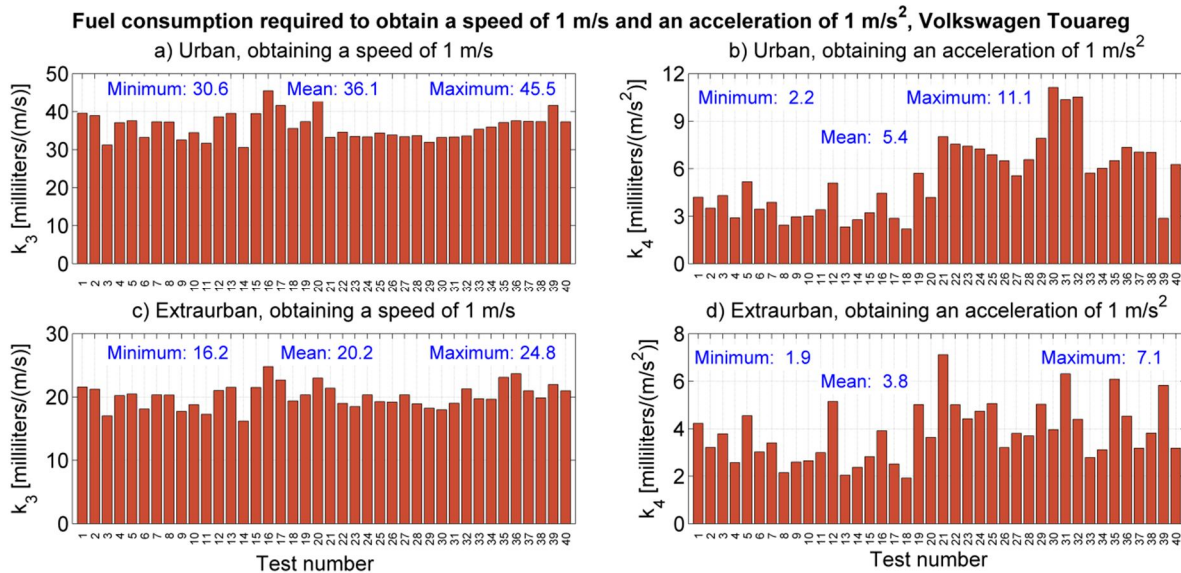 Fuel consumption required to obtain a speed of 1 m/s and an acceleration of 1 m/s², Volkswagen Touareg
a) Urban, obtaining a speed of 1 m/s
k₃ [milliliters/(m/s)]
50
40
30
20
10
0
Minimum: 30.6 Mean: 36.1 Maximum: 45.5
1 2 3 4 5 6 7 8 9 10 11 12 13 14 15 16 17 18 19 20 21 22 23 24 25 26 27 28 29 30 31 32 33 34 35 36 37 38 39 40
b) Urban, obtaining an acceleration of 1 m/s²
k₄ [milliliters/(m/s²)]
12
9
6
3
0
Minimum: 2.2 Maximum: 11.1
Mean: 5.4
1 2 3 4 5 6 7 8 9 10 11 12 13 14 15 16 17 18 19 20 21 22 23 24 25 26 27 28 29 30 31 32 33 34 35 36 37 38 39 40
c) Extraurban, obtaining a speed of 1 m/s
k₃ [milliliters/(m/s)]
30
20
10
0
Minimum: 16.2 Mean: 20.2 Maximum: 24.8
1 2 3 4 5 6 7 8 9 10 11 12 13 14 15 16 17 18 19 20 21 22 23 24 25 26 27 28 29 30 31 32 33 34 35 36 37 38 39 40
Test number
d) Extraurban, obtaining an acceleration of 1 m/s²
k₄ [milliliters/(m/s²)]
8
6
4
2
0
Minimum: 1.9 Maximum: 7.1
Mean: 3.8
1 2 3 4 5 6 7 8 9 10 11 12 13 14 15 16 17 18 19 20 21 22 23 24 25 26 27 28 29 30 31 32 33 34 35 36 37 38 39 40
Test number